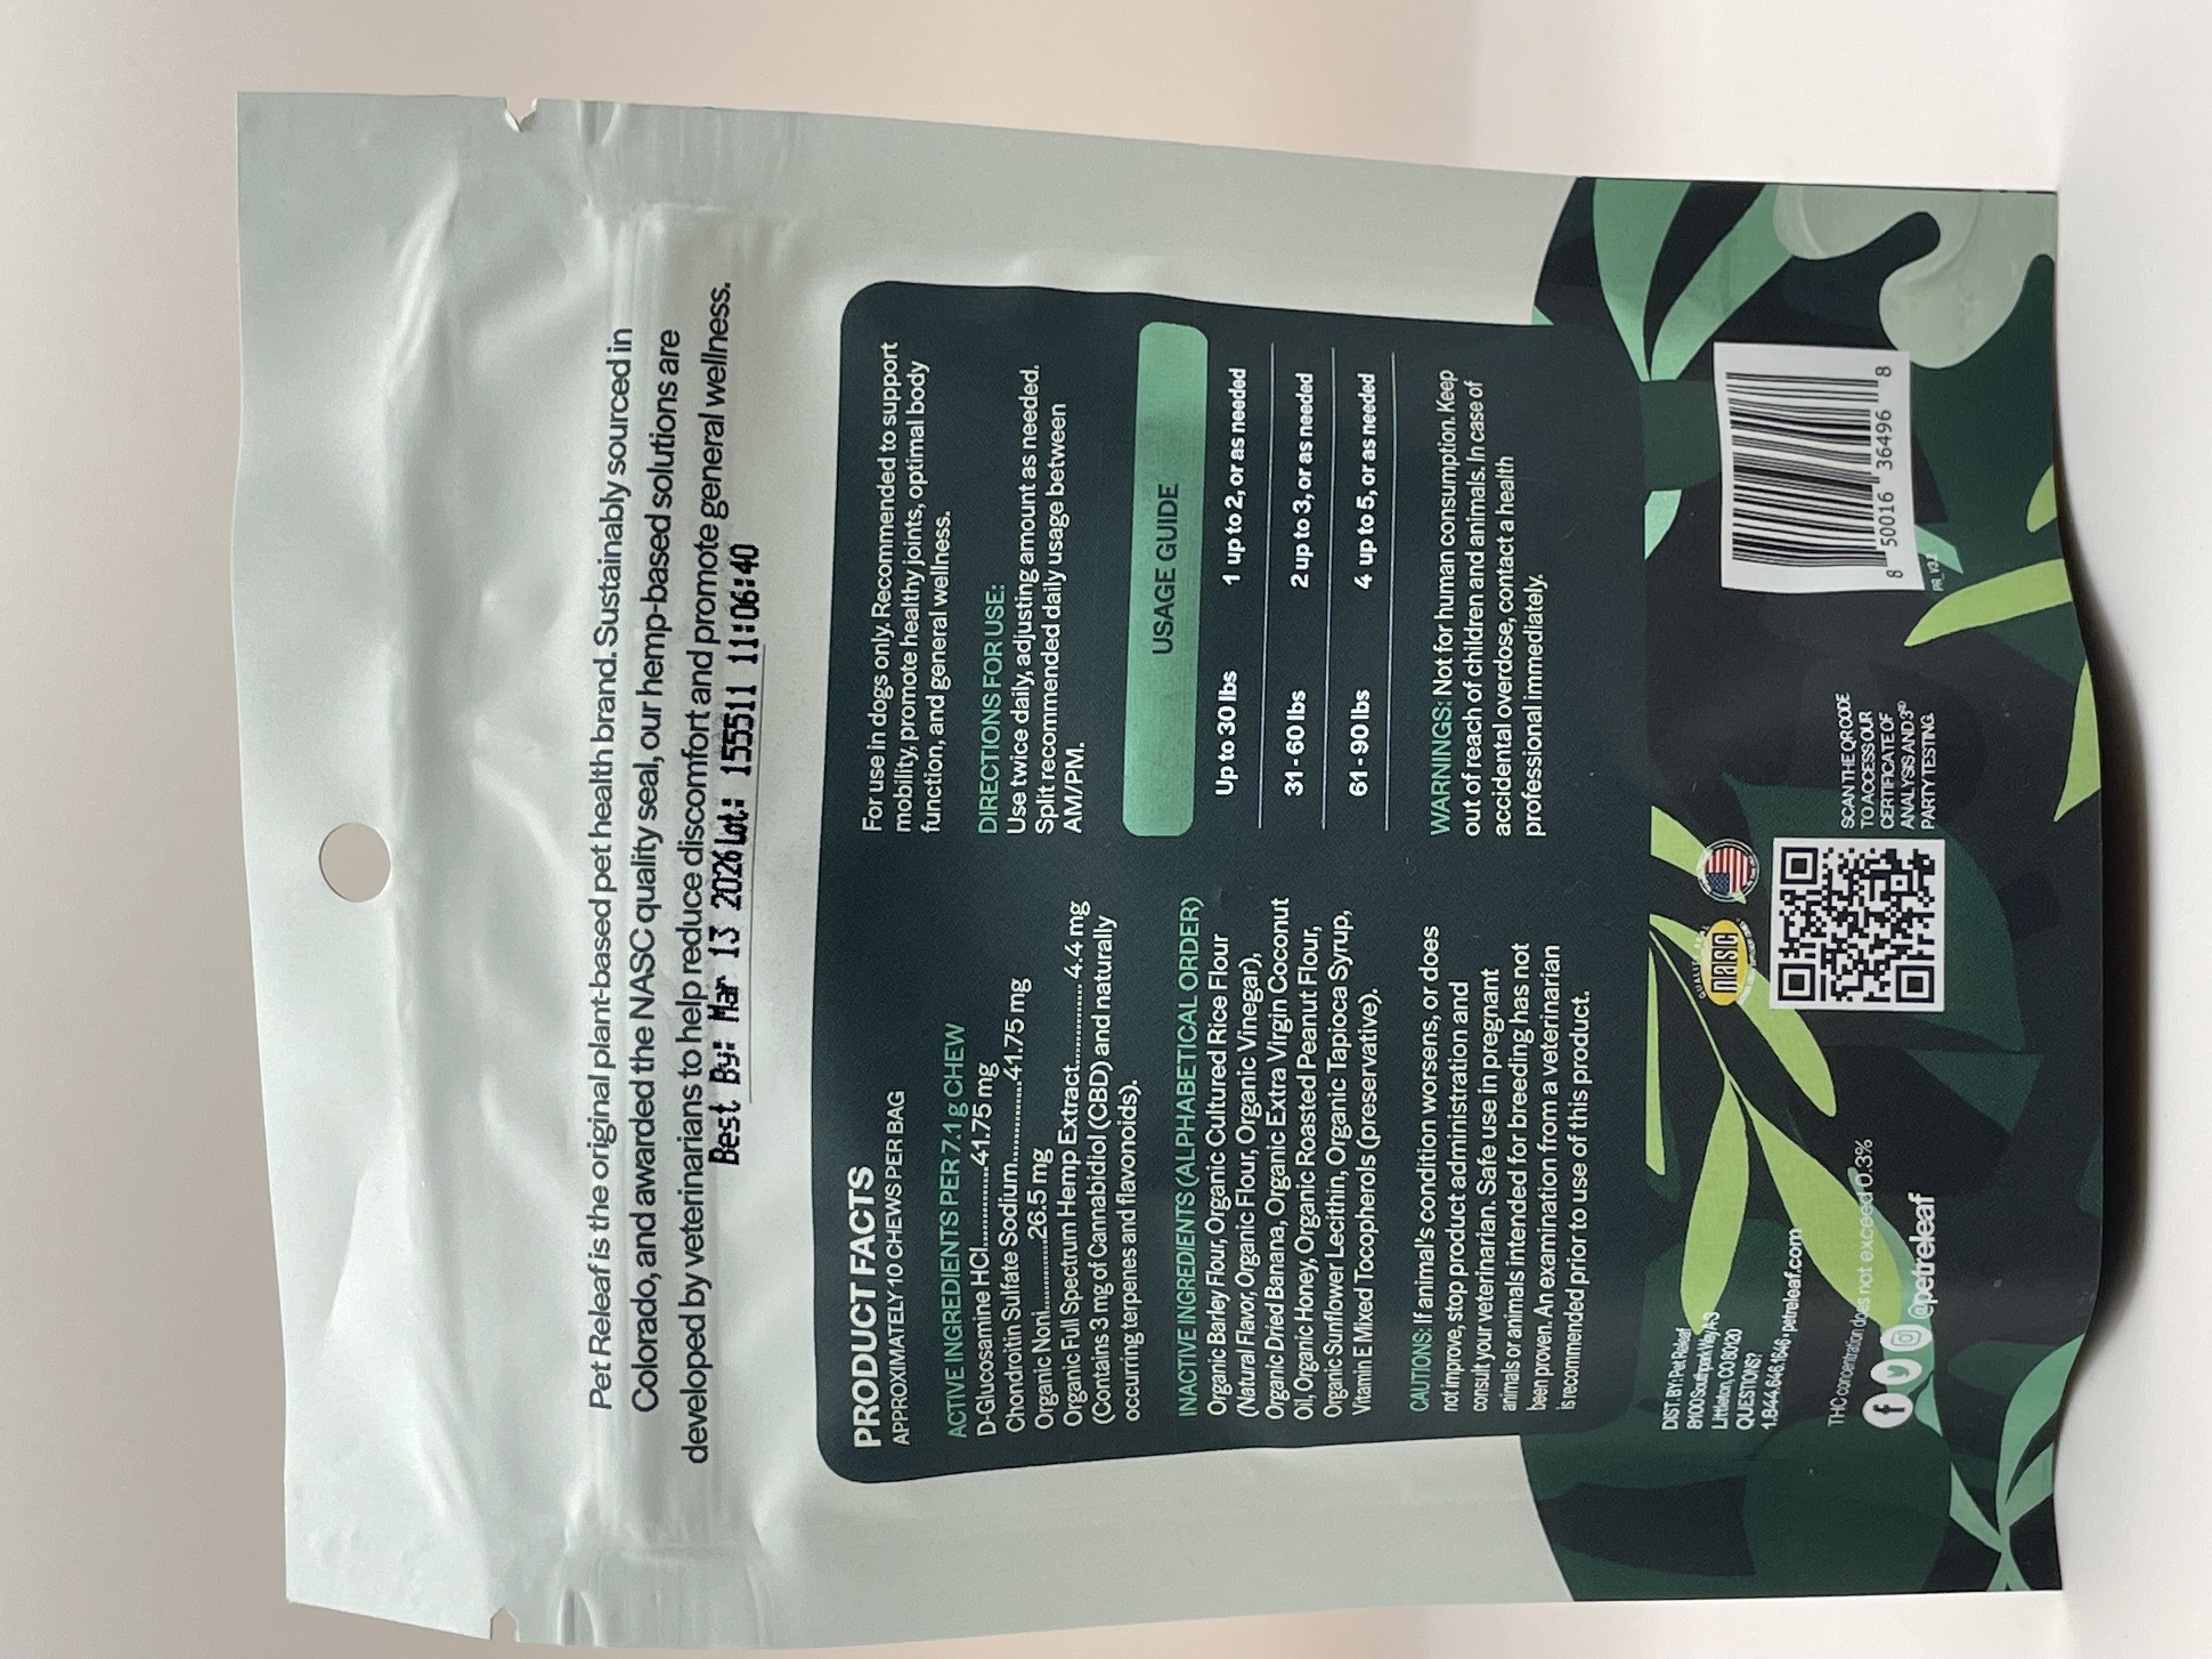 Pet Releaf is the original plant-based pet health brand. Sustainably sourced in
Colorado, and awarded the NASC quality seal, our hemp-based solutions are
developed by veterinarians to help reduce discomfort and promote general wellness.
Best By: Mar 13 2026 Lot: 155511 11:06:40
PRODUCT FACTS
APPROXIMATELY 10 CHEWS PER BAG
ACTIVE INGREDIENTS PER 7.1 g CHEW
D-Glucosamine HCl............41.75 mg
Chondroitin Sulfate Sodium..............41.75 mg
Organic Noni............26.5 mg
Organic Full Spectrum Hemp Extract.............. 4.4 mg
(Contains 3 mg of Cannabidiol (CBD) and naturally
occurring terpenes and flavonoids).
INACTIVE INGREDIENTS (ALPHABETICAL ORDER)
Organic Barley Flour, Organic Cultured Rice Flour
(Natural Flavor, Organic Flour, Organic Vinegar),
Organic Dried Banana, Organic Extra Virgin Coconut
Oil, Organic Honey, Organic Roasted Peanut Flour,
Organic Sunflower Lecithin, Organic Tapioca Syrup,
Vitamin E Mixed Tocopherols (preservative).
CAUTIONS: If animal's condition worsens, or does
not improve, stop product administration and
consult your veterinarian. Safe use in pregnant
animals or animals intended for breeding has not
been proven. An examination from a veterinarian
is recommended prior to use of this product.
For use in dogs only. Recommended to support
mobility, promote healthy joints, optimal body
function, and general wellness.
DIRECTIONS FOR USE:
Use twice daily, adjusting amount as needed.
Split recommended daily usage between
AM/PM.
USAGE GUIDE
Up to 30 lbs 1 up to 2, or as needed
31 - 60 lbs 2 up to 3, or as needed
61 - 90 lbs 4 up to 5, or as needed
WARNINGS: Not for human consumption. Keep
out of reach of children and animals. In case of
accidental overdose, contact a health
professional immediately.
DIST. BY: Pet Releaf
8100 Southpark Way A-3
Littleton, CO 80120
QUESTIONS?
1.844.646.1646 • petreleaf.com
THC concentration does not exceed 0.3%
@petreleaf
QUALITY
nasc
SCAN THE QR CODE
TO ACCESS OUR
CERTIFICATE OF
ANALYSIS AND 3RD
PARTY TESTING.
8 50016 36496 8
PR_V3.2